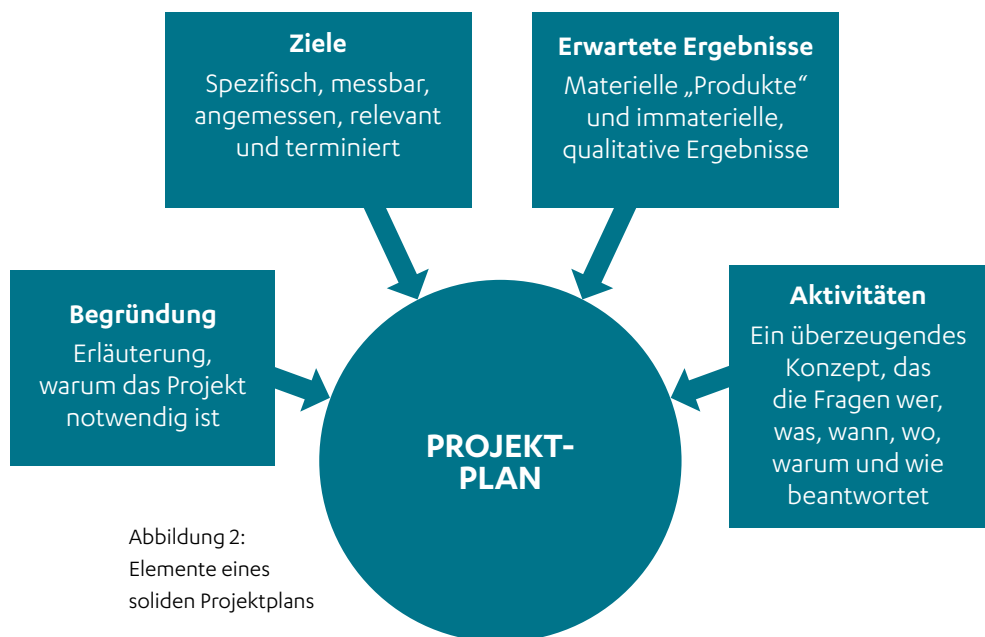 Ziele
Spezifisch, messbar,
angemessen, relevant
und terminiert
Erwartete Ergebnisse
Materielle „Produkte“
und immaterielle,
qualitative Ergebnisse
Begründung
Erläuterung,
warum das Projekt
notwendig ist
Aktivitäten
Ein überzeugendes
Konzept, das
die Fragen wer,
was, wann, wo,
warum und wie
beantwortet
PROJEKT-
PLAN
Abbildung 2:
Elemente eines
soliden Projektplans